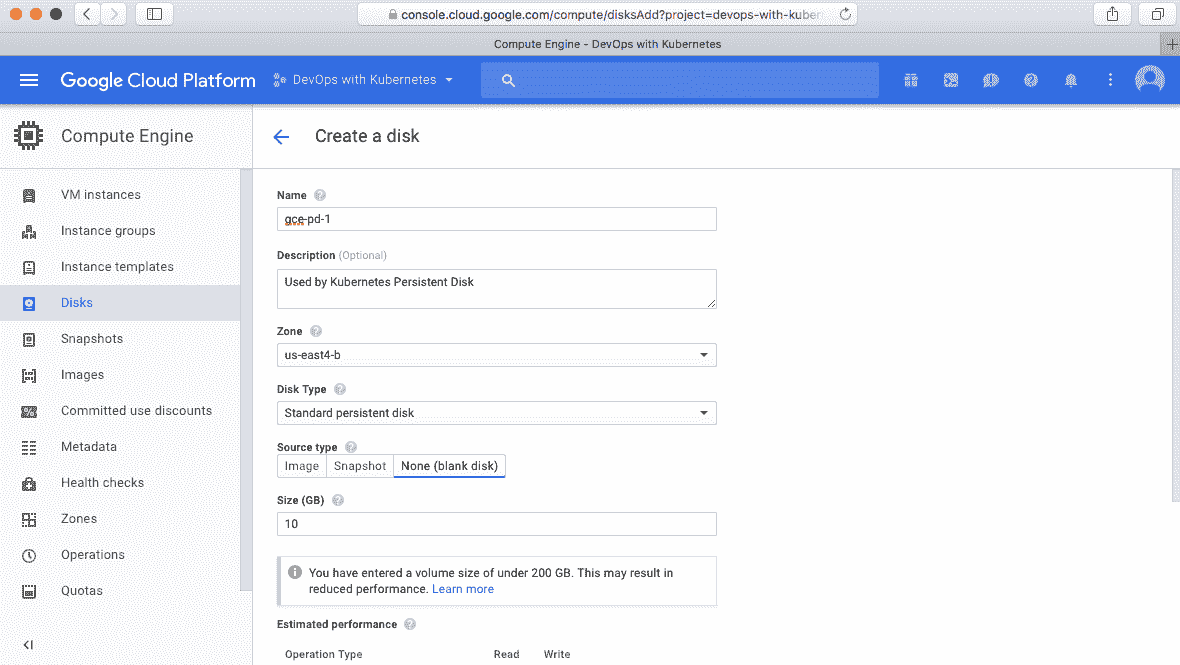 console.cloud.google.com/compute/disksAdd?project=devops-with-kuber
Compute Engine - DevOps with Kubernetes
Google Cloud Platform DevOps with Kubernetes
Compute Engine
Create a disk
VM instances
Instance groups
Instance templates
Disks
Snapshots
Images
Committed use discounts
Metadata
Health checks
Zones
Operations
Quotas
Name
gce-pd-1
Description (Optional)
Used by Kubernetes Persistent Disk
Zone
us-east4-b
Disk Type
Standard persistent disk
Source type
Image Snapshot None (blank disk)
Size (GB)
10
You have entered a volume size of under 200 GB. This may result in
reduced performance. Learn more
Estimated performance
Operation Type Read Write